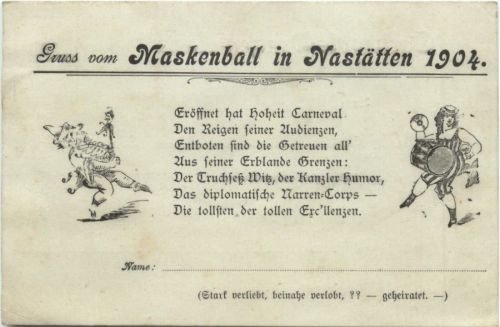 Gruss vom Maskenball in Nastätten 1904.
Eröffnet hat Hoheit Carneval
Den Reigen seiner Audienzen,
Entboten sind die Getreuen all'
Aus seiner Erblande Grenzen:
Der Truchseß Witz, der Kanzler Humor,
Das diplomatische Narren-Corps —
Die tollsten der tollen Exc'llenzen.
Name:
(Stark verliebt, beinahe verlobt, ?? — geheiratet. —)